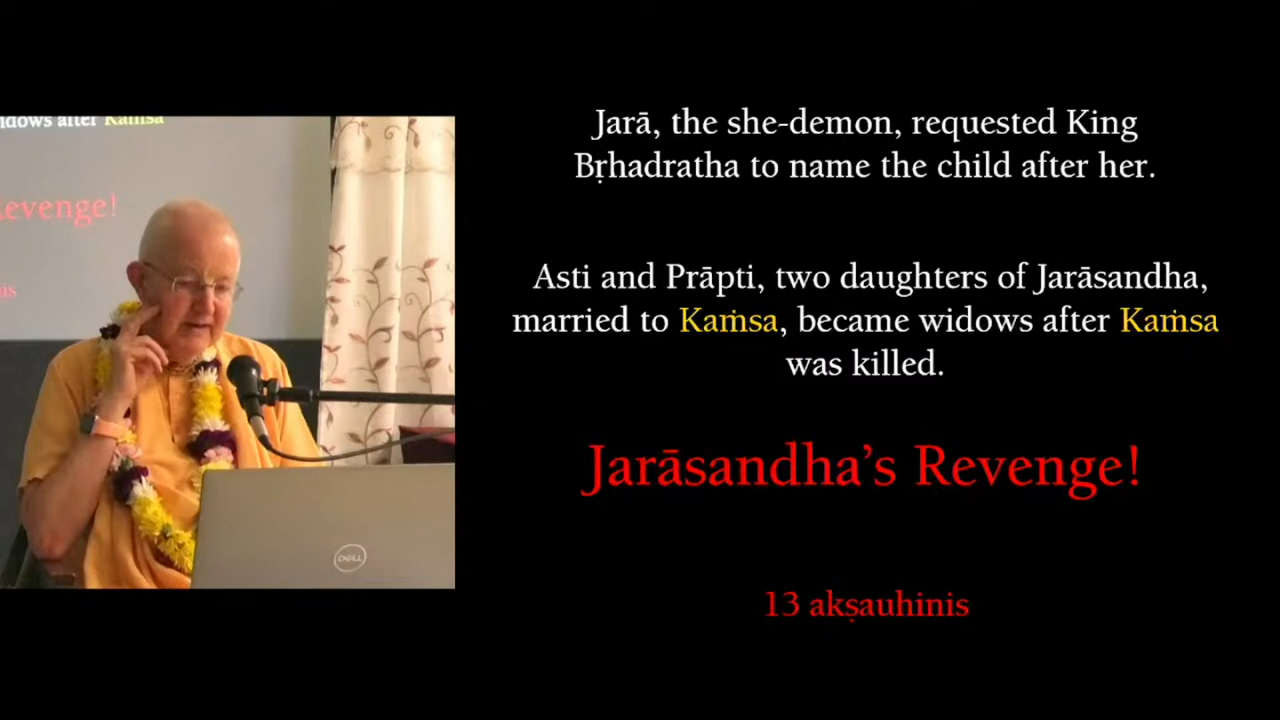 Jarā, the she-demon, requested King
Bṛhadratha to name the child after her.
Asti and Prāpti, two daughters of Jarāsandha,
married to Kaṁsa, became widows after Kaṁsa
was killed.
Jarāsandha’s Revenge!
13 akṣauhinis
widows after Kaṁsa
Revenge!
DELL